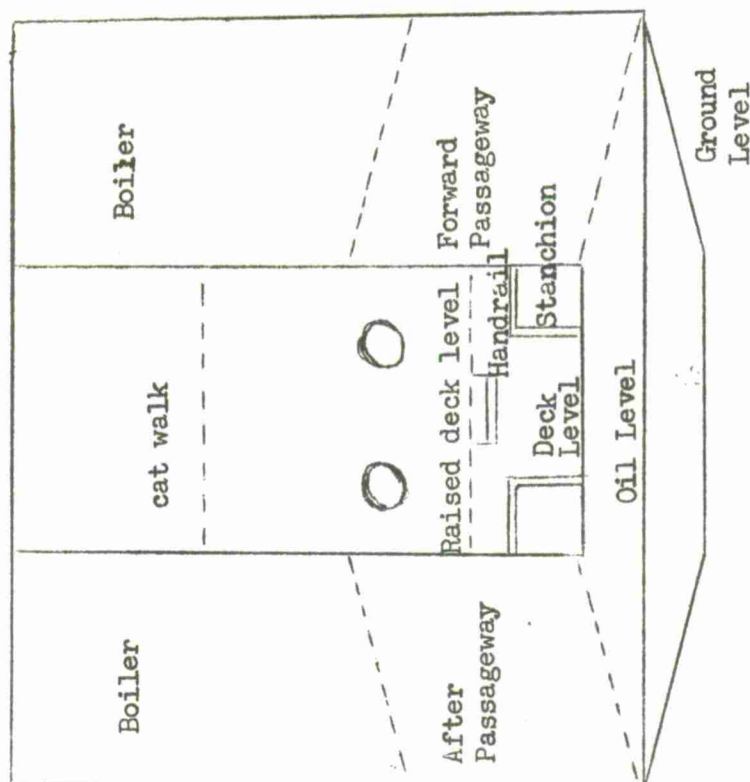 Boiler
cat walk
Boiler
After
Passageway
Raised deck level
Forward
Passageway
Handrail
Stanchion
Deck
Level
Oil Level
Ground
Level